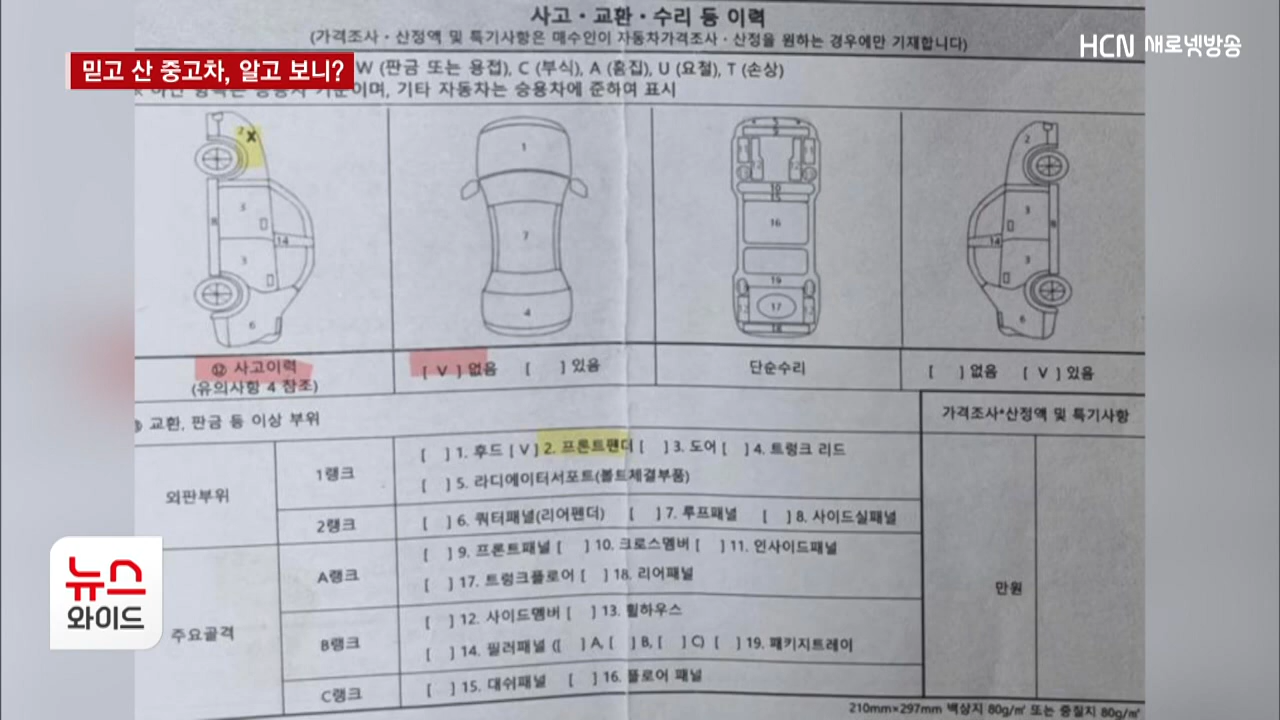 사고·교환·수리 등 이력
(가격조사·산정액 및 특기사항은 매수인이 자동차가격조사·산정을 원하는 경우에만 기재합니다)
HCN 새로넷방송
믿고 산 중고차, 알고 보니?
W (판금 또는 용접), C (부식), A (흠집), U (요철), T (손상)
기타 자동차는 승용차에 준하여 표시
2 X
3
8
14
3
6
1
7
4
10
15
16
19
17
18
2
3
8
14
3
6
⑫ 사고이력
(유의사항 4 참조)
[ V ] 없음 [ ] 있음
단순수리
[ ] 없음 [ V ] 있음
교환, 판금 등 이상 부위
가격조사*산정액 및 특기사항
외판부위
1랭크
[ ] 1. 후드 [ V ] 2. 프론트펜더 [ ] 3. 도어 [ ] 4. 트렁크 리드
[ ] 5. 라디에이터서포트(볼트체결부품)
2랭크
[ ] 6. 쿼터패널(리어펜더) [ ] 7. 루프패널 [ ] 8. 사이드실패널
주요골격
A랭크
[ ] 9. 프론트패널 [ ] 10. 크로스멤버 [ ] 11. 인사이드패널
[ ] 17. 트렁크플로어 [ ] 18. 리어패널
B랭크
[ ] 12. 사이드멤버 [ ] 13. 휠하우스
[ ] 14. 필러패널 ([ ] A, [ ] B, [ ] C) [ ] 19. 패키지트레이
C랭크
[ ] 15. 대쉬패널 [ ] 16. 플로어 패널
만원
210mm×297mm 백상지 80g/㎡ 또는 중질지 80g/㎡
뉴스
와이드